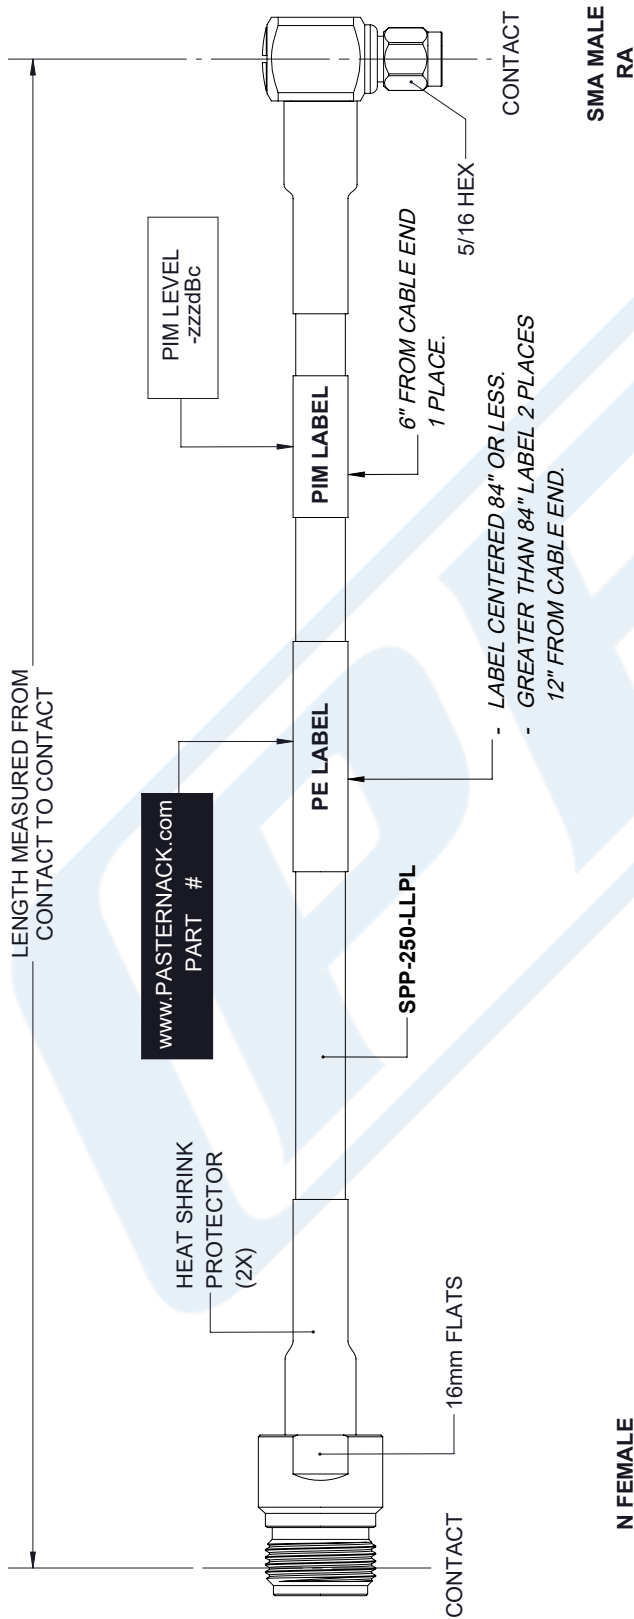 LENGTH MEASURED FROM
CONTACT TO CONTACT
www.PASTERNACK.com
PART #
PIM LEVEL
-zzzdBc
HEAT SHRINK
PROTECTOR
(2X)
PE LABEL
PIM LABEL
6" FROM CABLE END
1 PLACE.
SPP-250-LLPL
16mm FLATS
5/16 HEX
- LABEL CENTERED 84" OR LESS.
- GREATER THAN 84" LABEL 2 PLACES
12" FROM CABLE END.
CONTACT
CONTACT
N FEMALE
SMA MALE
RA